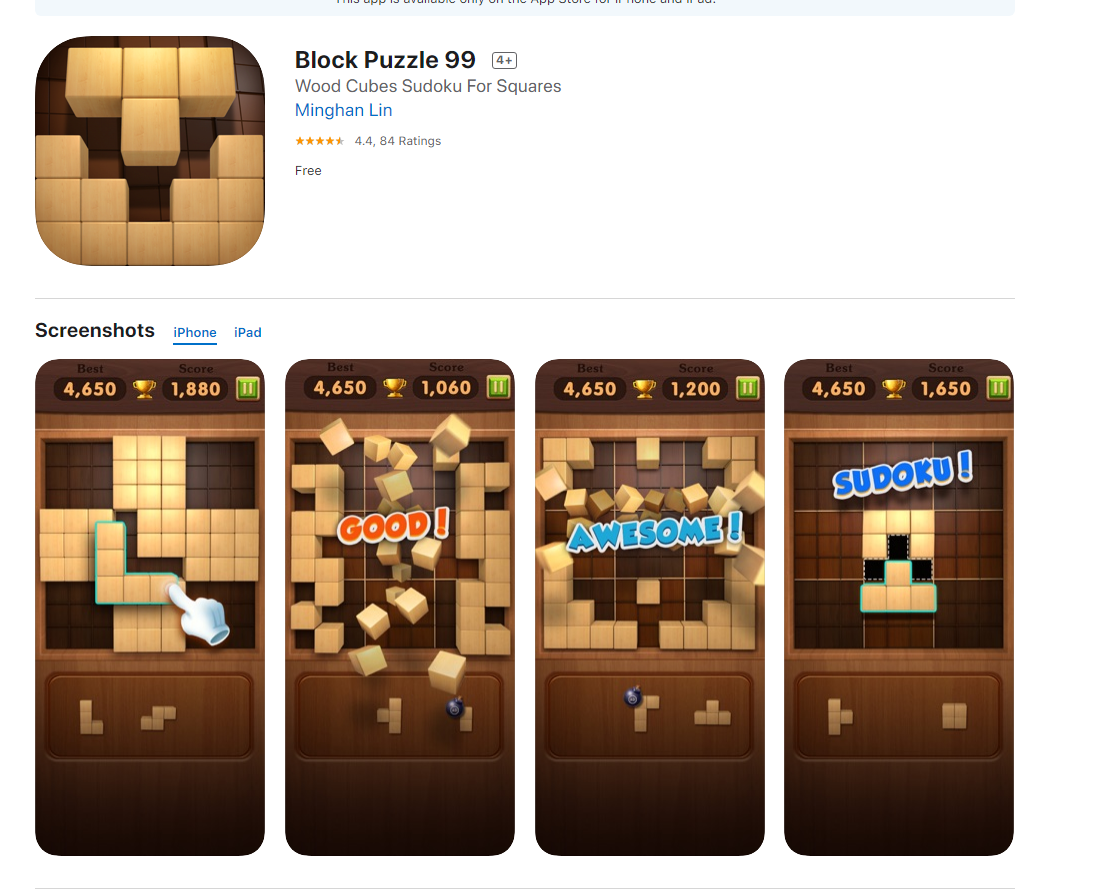 This app is available only on the App Store for iPhone and iPad.
Block Puzzle 99 4+
Wood Cubes Sudoku For Squares
Minghan Lin
4.4, 84 Ratings
Free
Screenshots iPhone iPad
Best Score
4,650 1,880
Best Score
4,650 1,060
GOOD!
Best Score
4,650 1,200
AWESOME!
Best Score
4,650 1,650
SUDOKU!